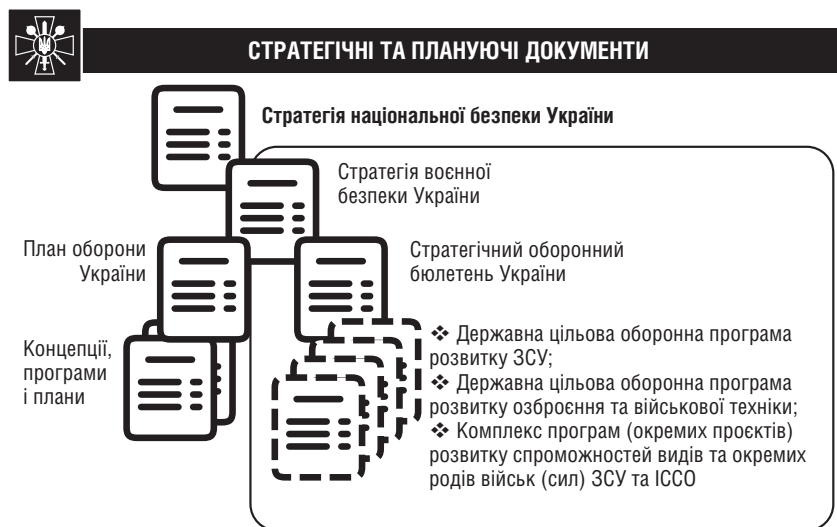 СТРАТЕГІЧНІ ТА ПЛАНУЮЧІ ДОКУМЕНТИ
Стратегія національної безпеки України
Стратегія воєнної
безпеки України
План оборони
України
Стратегічний оборонний
бюлетень України
Концепції,
програми
і плани
❖ Державна цільова оборонна програма
розвитку ЗСУ;
❖ Державна цільова оборонна програма
розвитку озброєння та військової техніки;
❖ Комплекс програм (окремих проєктів)
розвитку спроможностей видів та окремих
родів військ (сил) ЗСУ та ІССО